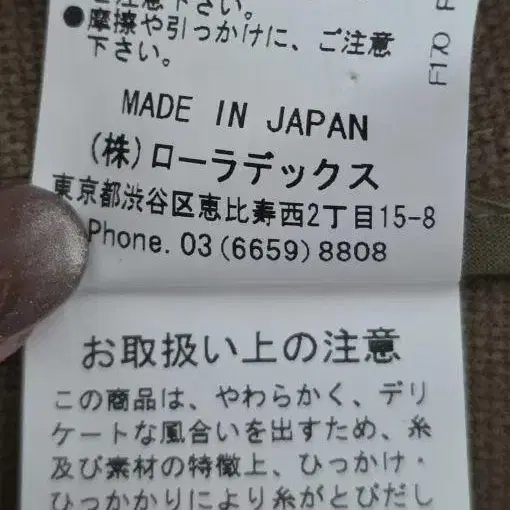 ご注意下さい。
●摩擦や引っかけに、ご注意
下さい。
MADE IN JAPAN
(株)ローラデックス
東京都渋谷区恵比寿西2丁目15-8
Phone. 03(6659)8808
お取扱い上の注意
この商品は、やわらかく、デリ
ケートな風合いを出すため、糸
及び素材の特徴上、ひっかけ・
ひっかかりにより糸がとびだし
F170